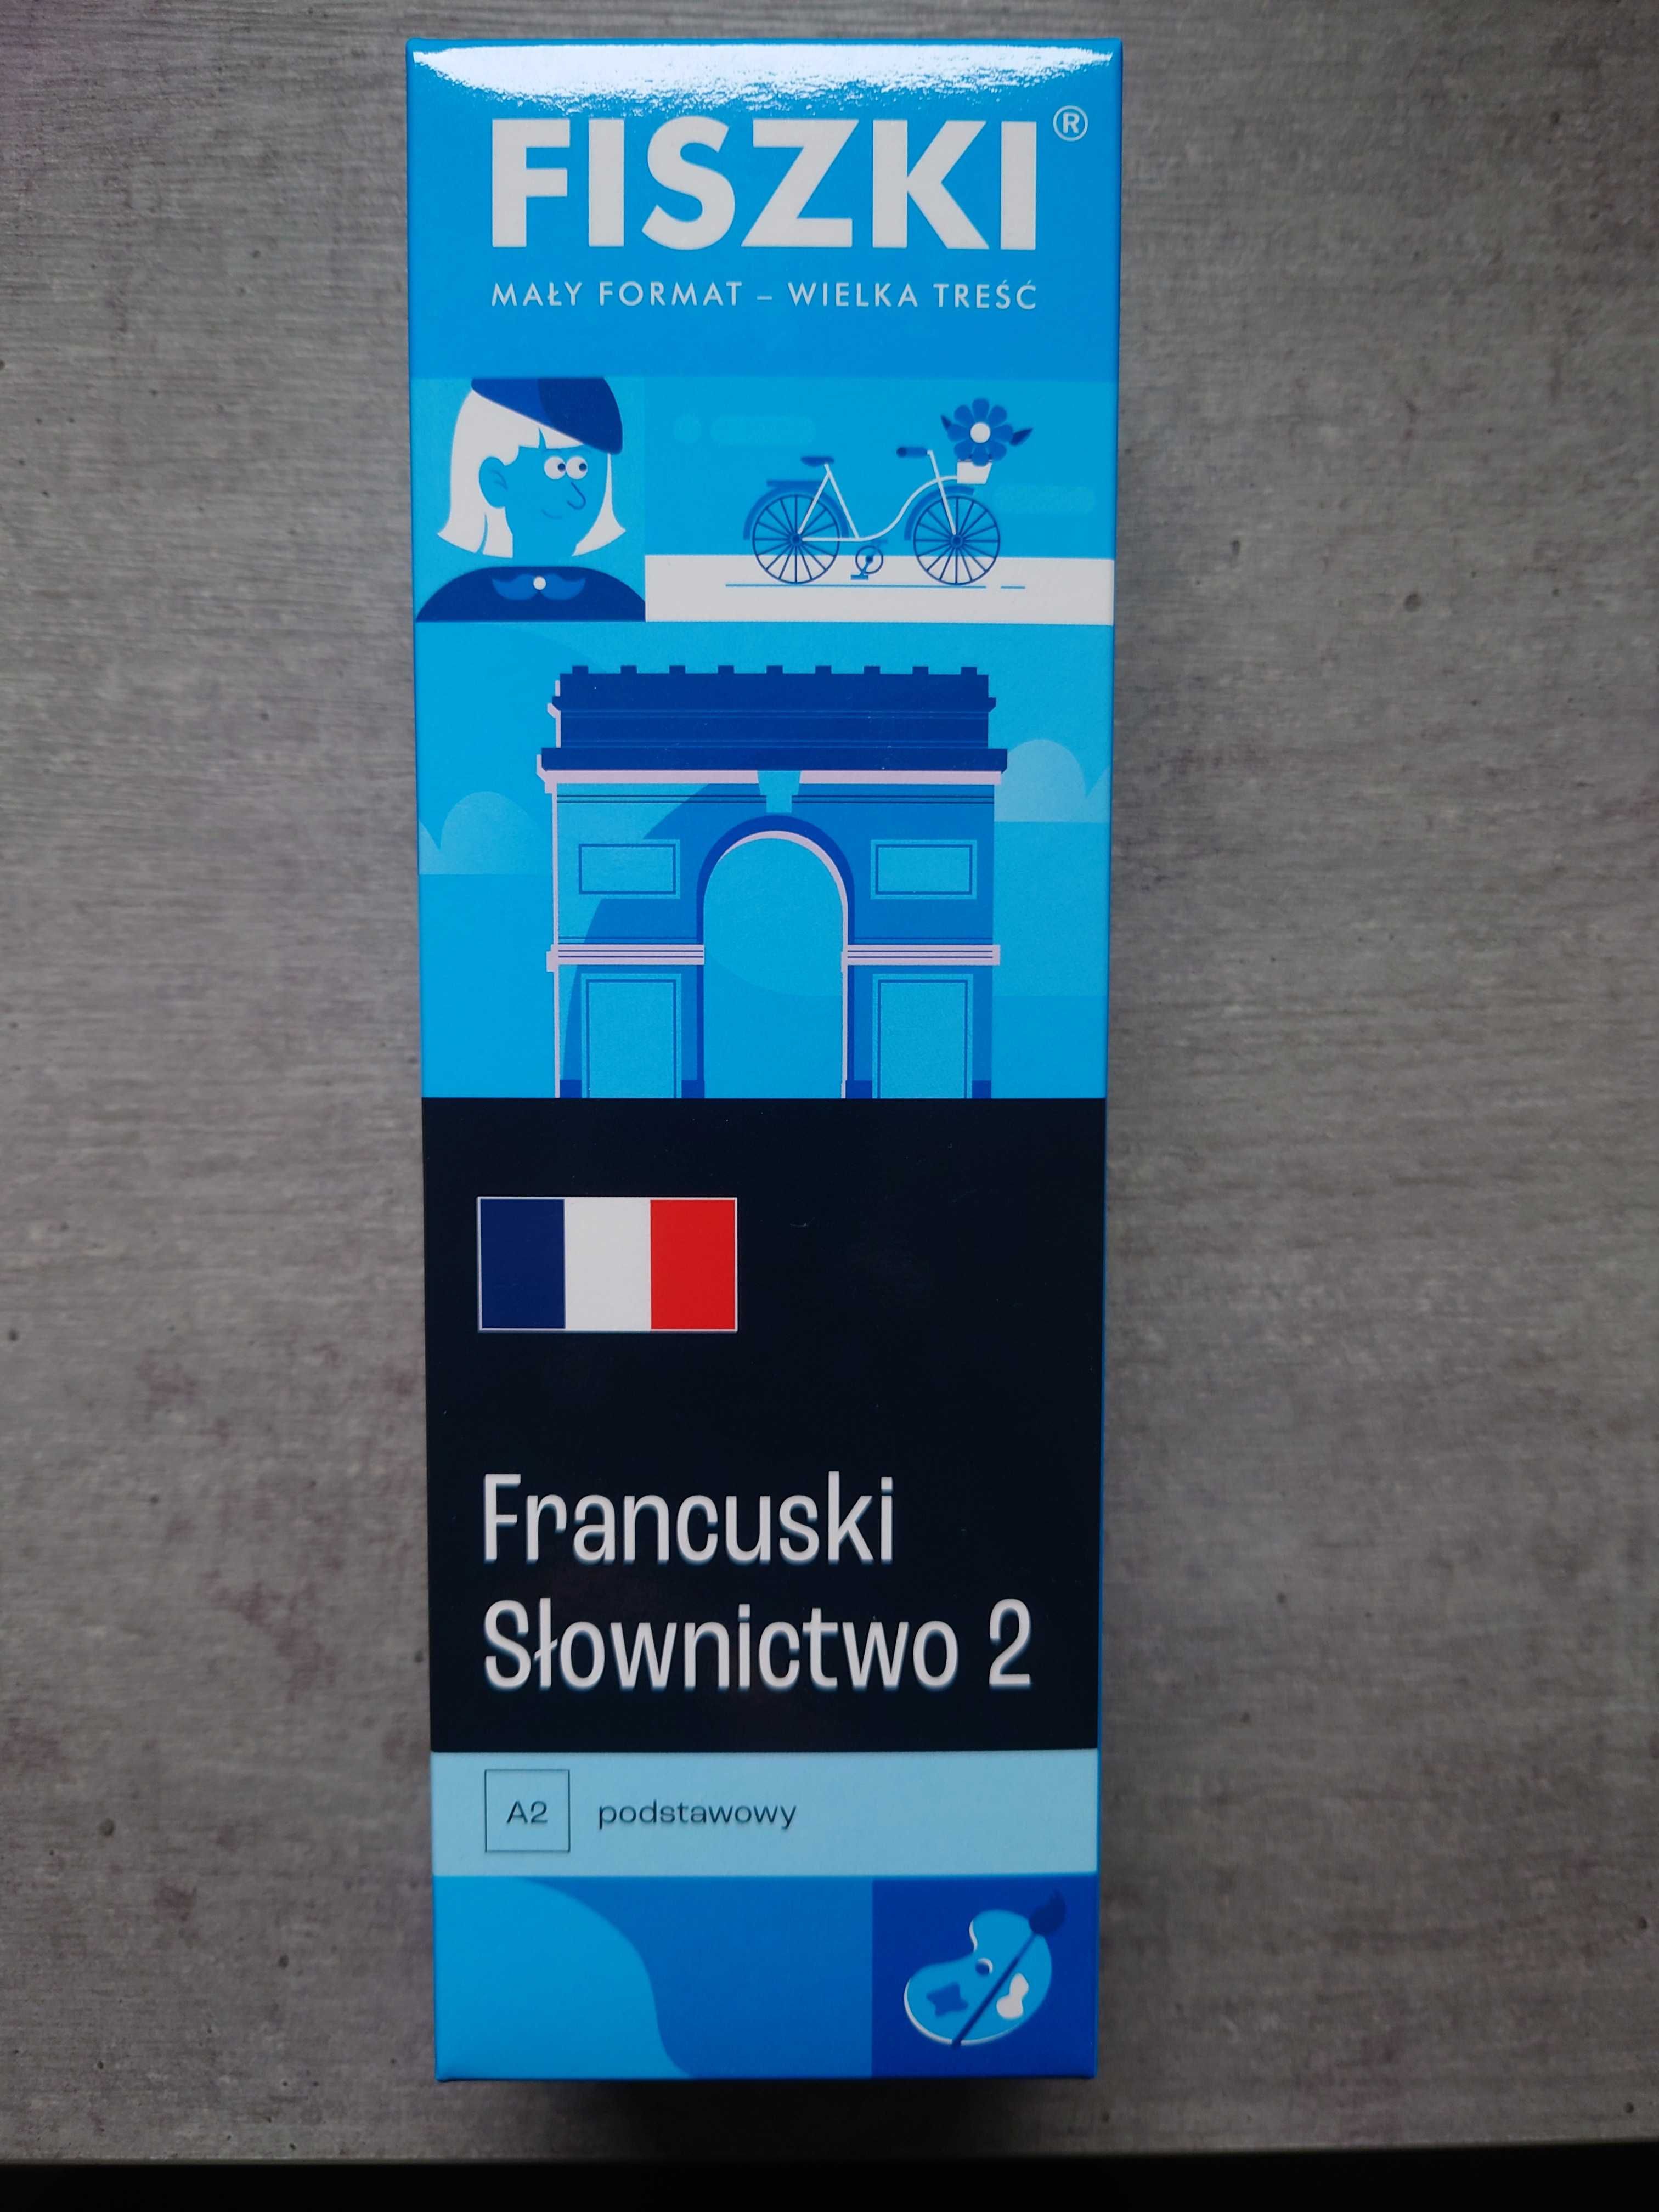 FISZKI®
MAŁY FORMAT – WIELKA TREŚĆ
Francuski
Słownictwo 2
A2 podstawowy